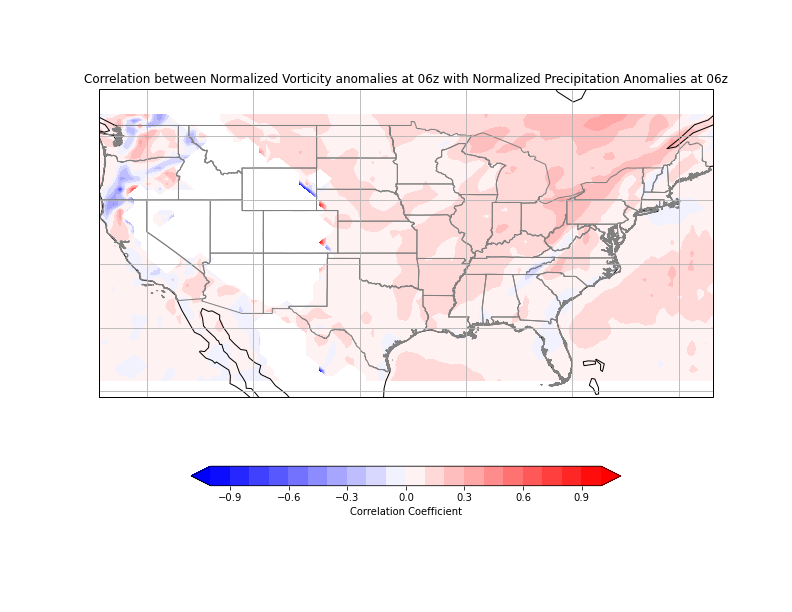 Correlation between Normalized Vorticity anomalies at 06z with Normalized Precipitation Anomalies at 06z
−0.9 −0.6 −0.3 0.0 0.3 0.6 0.9
Correlation Coefficient